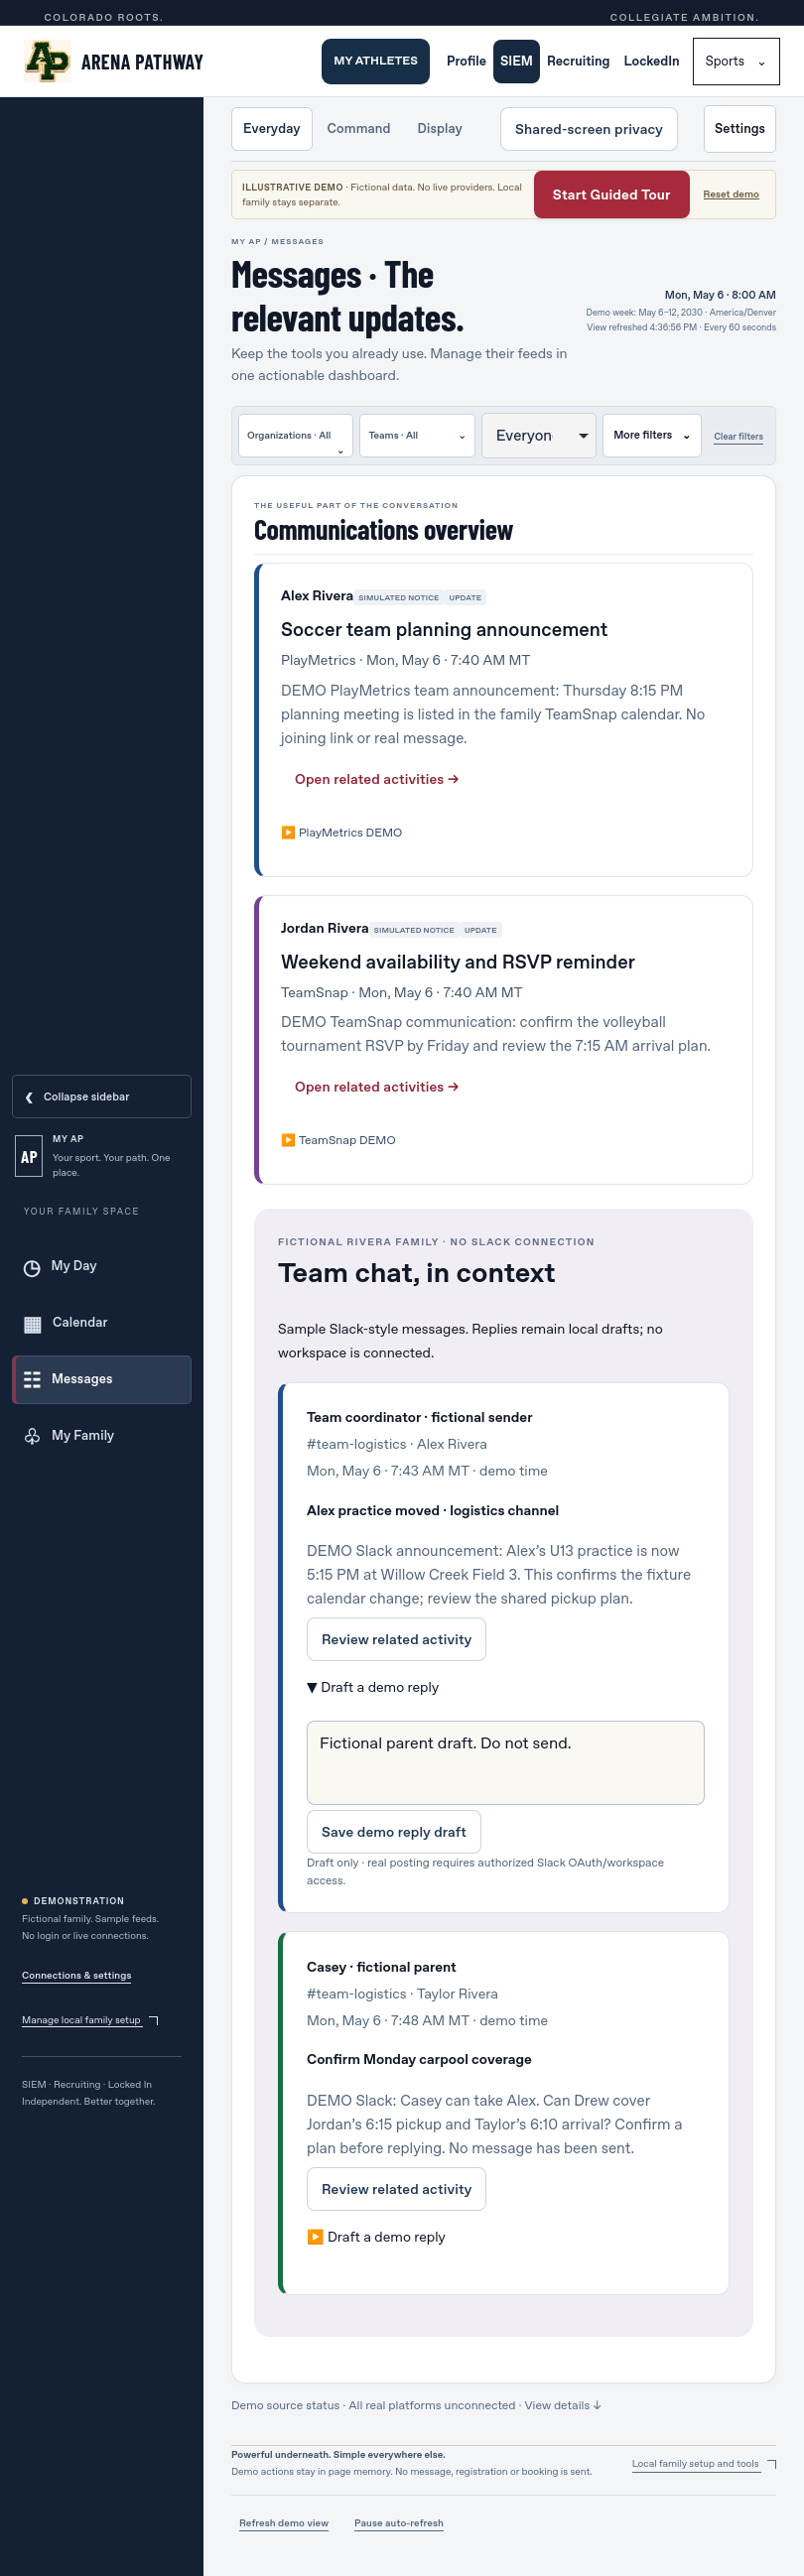 COLORADO ROOTS.
COLLEGIATE AMBITION.
AP
ARENA PATHWAY
MY ATHLETES
Profile
SIEM
Recruiting
LockedIn
Sports
Everyday
Command
Display
Shared-screen privacy
Settings
ILLUSTRATIVE DEMO · Fictional data. No live providers. Local
family stays separate.
Start Guided Tour
Reset demo
MY AP / MESSAGES
Messages · The
relevant updates.
Keep the tools you already use. Manage their feeds in
one actionable dashboard.
Mon, May 6 · 8:00 AM
Demo week: May 6–12, 2030 · America/Denver
View refreshed 4:36:56 PM · Every 60 seconds
Organizations · All
Teams · All
Everyon
More filters
Clear filters
THE USEFUL PART OF THE CONVERSATION
Communications overview
Alex Rivera SIMULATED NOTICE UPDATE
Soccer team planning announcement
PlayMetrics · Mon, May 6 · 7:40 AM MT
DEMO PlayMetrics team announcement: Thursday 8:15 PM
planning meeting is listed in the family TeamSnap calendar. No
joining link or real message.
Open related activities →
▶ PlayMetrics DEMO
Jordan Rivera SIMULATED NOTICE UPDATE
Weekend availability and RSVP reminder
TeamSnap · Mon, May 6 · 7:40 AM MT
DEMO TeamSnap communication: confirm the volleyball
tournament RSVP by Friday and review the 7:15 AM arrival plan.
Open related activities →
▶ TeamSnap DEMO
FICTIONAL RIVERA FAMILY · NO SLACK CONNECTION
Team chat, in context
Sample Slack-style messages. Replies remain local drafts; no
workspace is connected.
Team coordinator · fictional sender
#team-logistics · Alex Rivera
Mon, May 6 · 7:43 AM MT · demo time
Alex practice moved · logistics channel
DEMO Slack announcement: Alex’s U13 practice is now
5:15 PM at Willow Creek Field 3. This confirms the fixture
calendar change; review the shared pickup plan.
Review related activity
▼ Draft a demo reply
Fictional parent draft. Do not send.
Save demo reply draft
Draft only · real posting requires authorized Slack OAuth/workspace
access.
Casey · fictional parent
#team-logistics · Taylor Rivera
Mon, May 6 · 7:48 AM MT · demo time
Confirm Monday carpool coverage
DEMO Slack: Casey can take Alex. Can Drew cover
Jordan’s 6:15 pickup and Taylor’s 6:10 arrival? Confirm a
plan before replying. No message has been sent.
Review related activity
▶ Draft a demo reply
Demo source status · All real platforms unconnected · View details ↓
Powerful underneath. Simple everywhere else.
Demo actions stay in page memory. No message, registration or booking is sent.
Local family setup and tools
Refresh demo view
Pause auto-refresh
❮ Collapse sidebar
AP
MY AP
Your sport. Your path. One
place.
YOUR FAMILY SPACE
My Day
Calendar
Messages
My Family
DEMONSTRATION
Fictional family. Sample feeds.
No login or live connections.
Connections & settings
Manage local family setup
SIEM · Recruiting · Locked In
Independent. Better together.